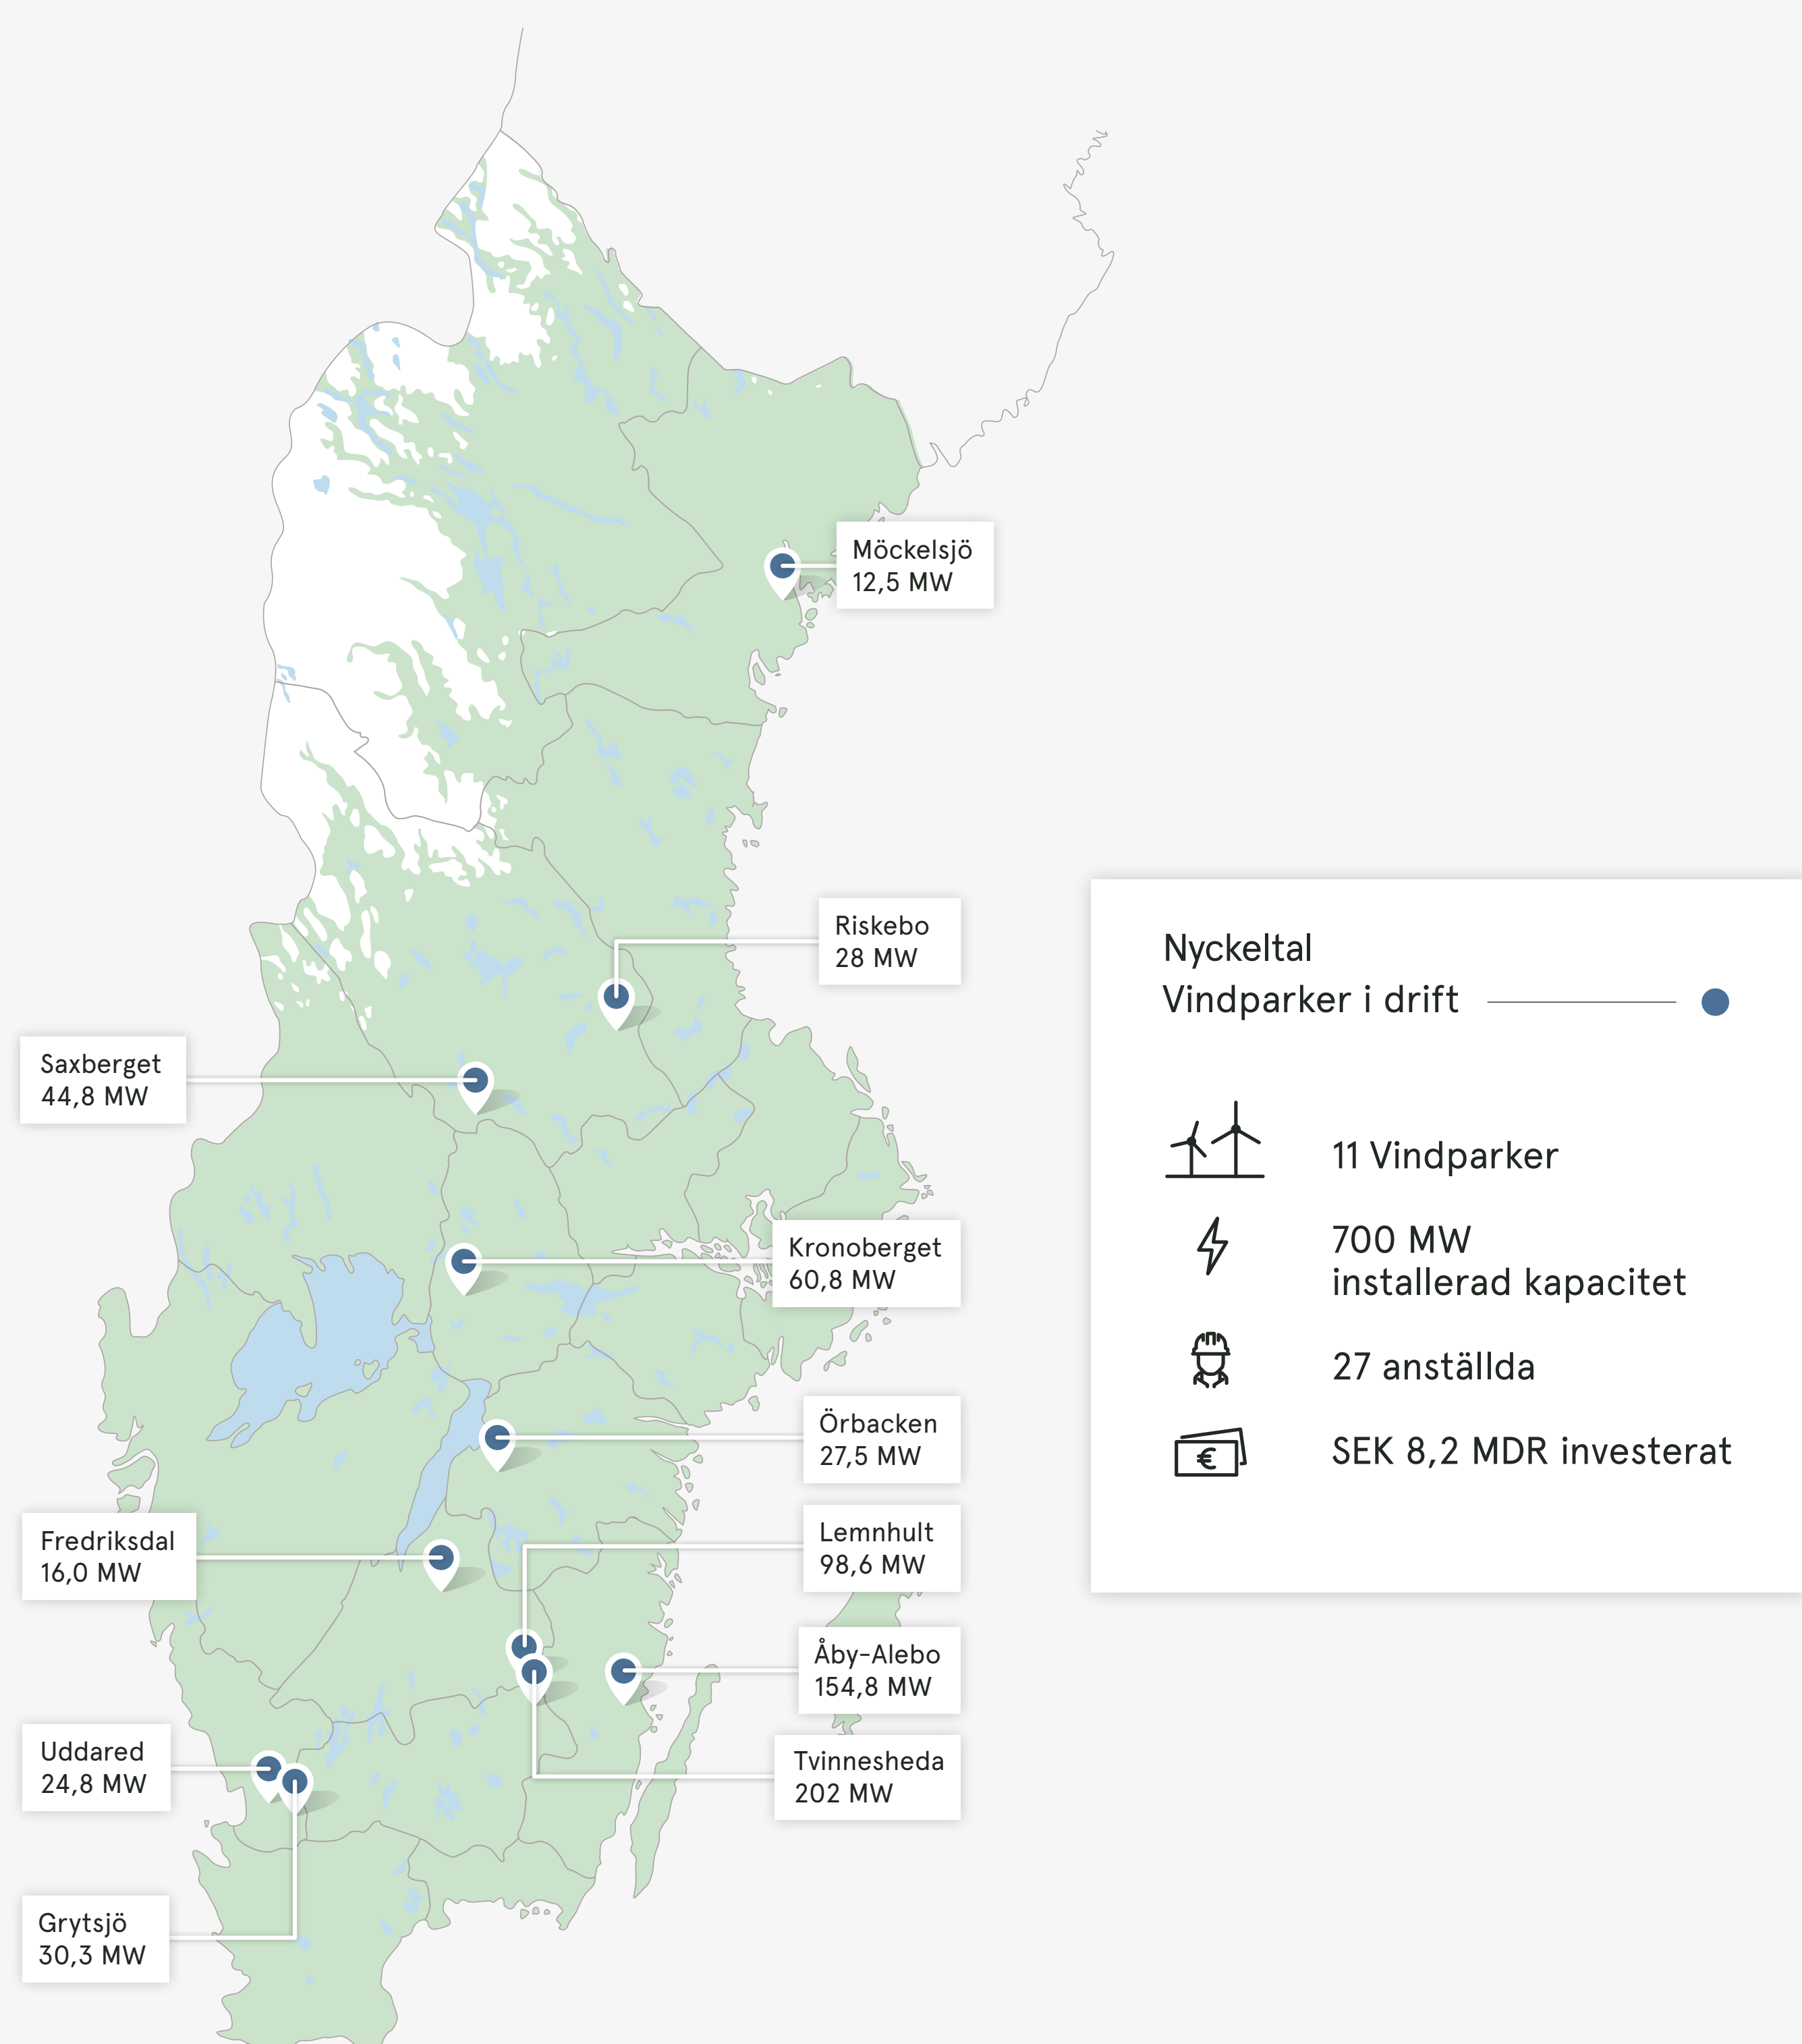 Möckelsjö
12,5 MW
Riskebo
28 MW
Saxberget
44,8 MW
Kronoberget
60,8 MW
Örbacken
27,5 MW
Lemnhult
98,6 MW
Fredriksdal
16,0 MW
Åby-Alebo
154,8 MW
Uddared
24,8 MW
Tvinnesheda
202 MW
Grytsjö
30,3 MW
Nyckeltal
Vindparker i drift
11 Vindparker
700 MW
installerad kapacitet
27 anställda
€
SEK 8,2 MDR investerat